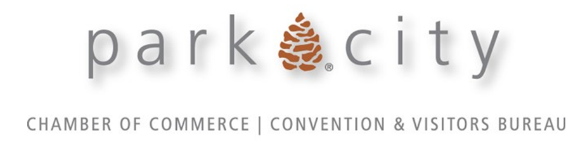 park ® city
CHAMBER OF COMMERCE | CONVENTION & VISITORS BUREAU